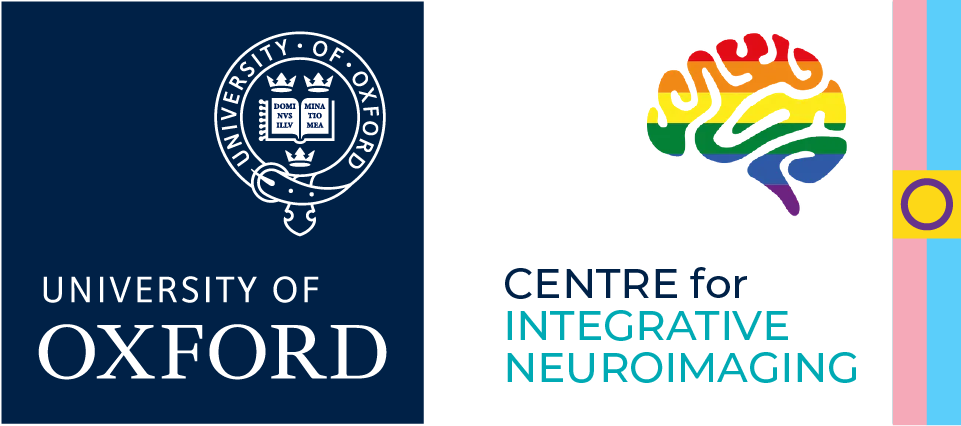 UNIVERSITY · OF · OXFORD
DOMI MINA
NVS TIO
ILLV MEA
UNIVERSITY OF
OXFORD
CENTRE for
INTEGRATIVE
NEUROIMAGING